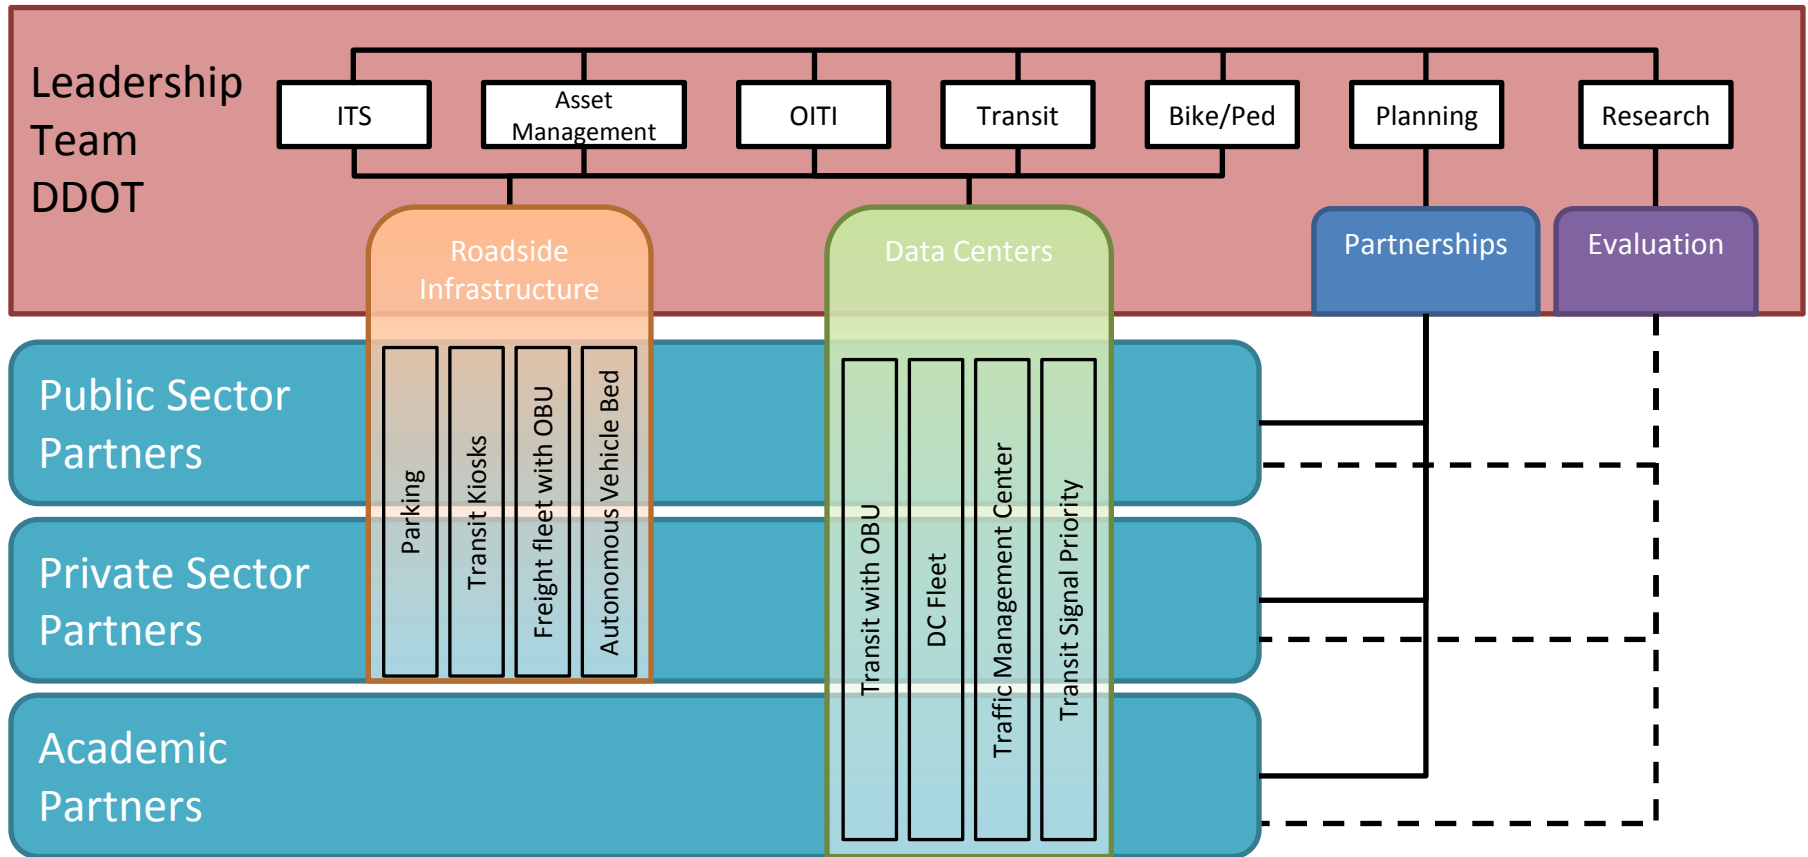 Leadership
Team
DDOT
ITS
Asset
Management
OITI
Transit
Bike/Ped
Planning
Research
Roadside
Infrastructure
Data Centers
Partnerships
Evaluation
Public Sector
Partners
Private Sector
Partners
Academic
Partners
Parking
Transit Kiosks
Freight fleet with OBU
Autonomous Vehicle Bed
Transit with OBU
DC Fleet
Traffic Management Center
Transit Signal Priority